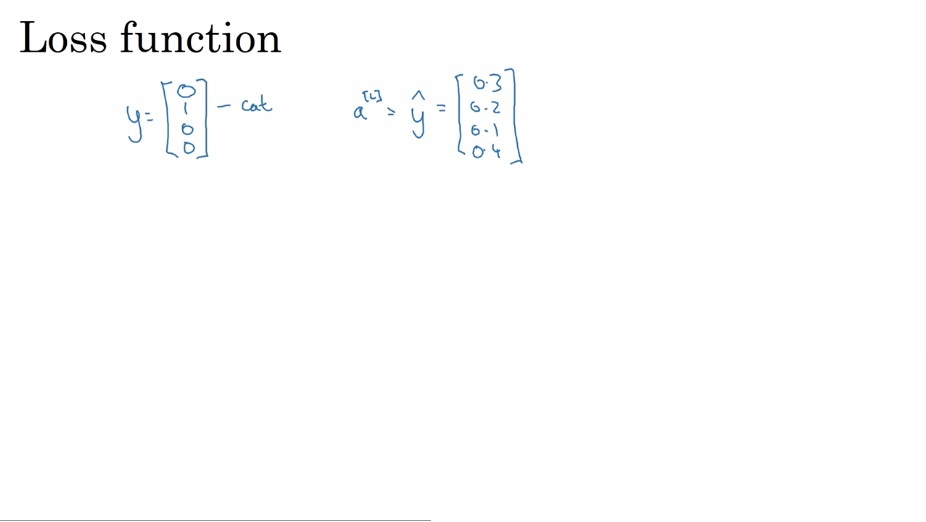 Loss function
y = [0 1 0 0] - cat
a^[L] = ŷ = [0.3 0.2 0.1 0.4]